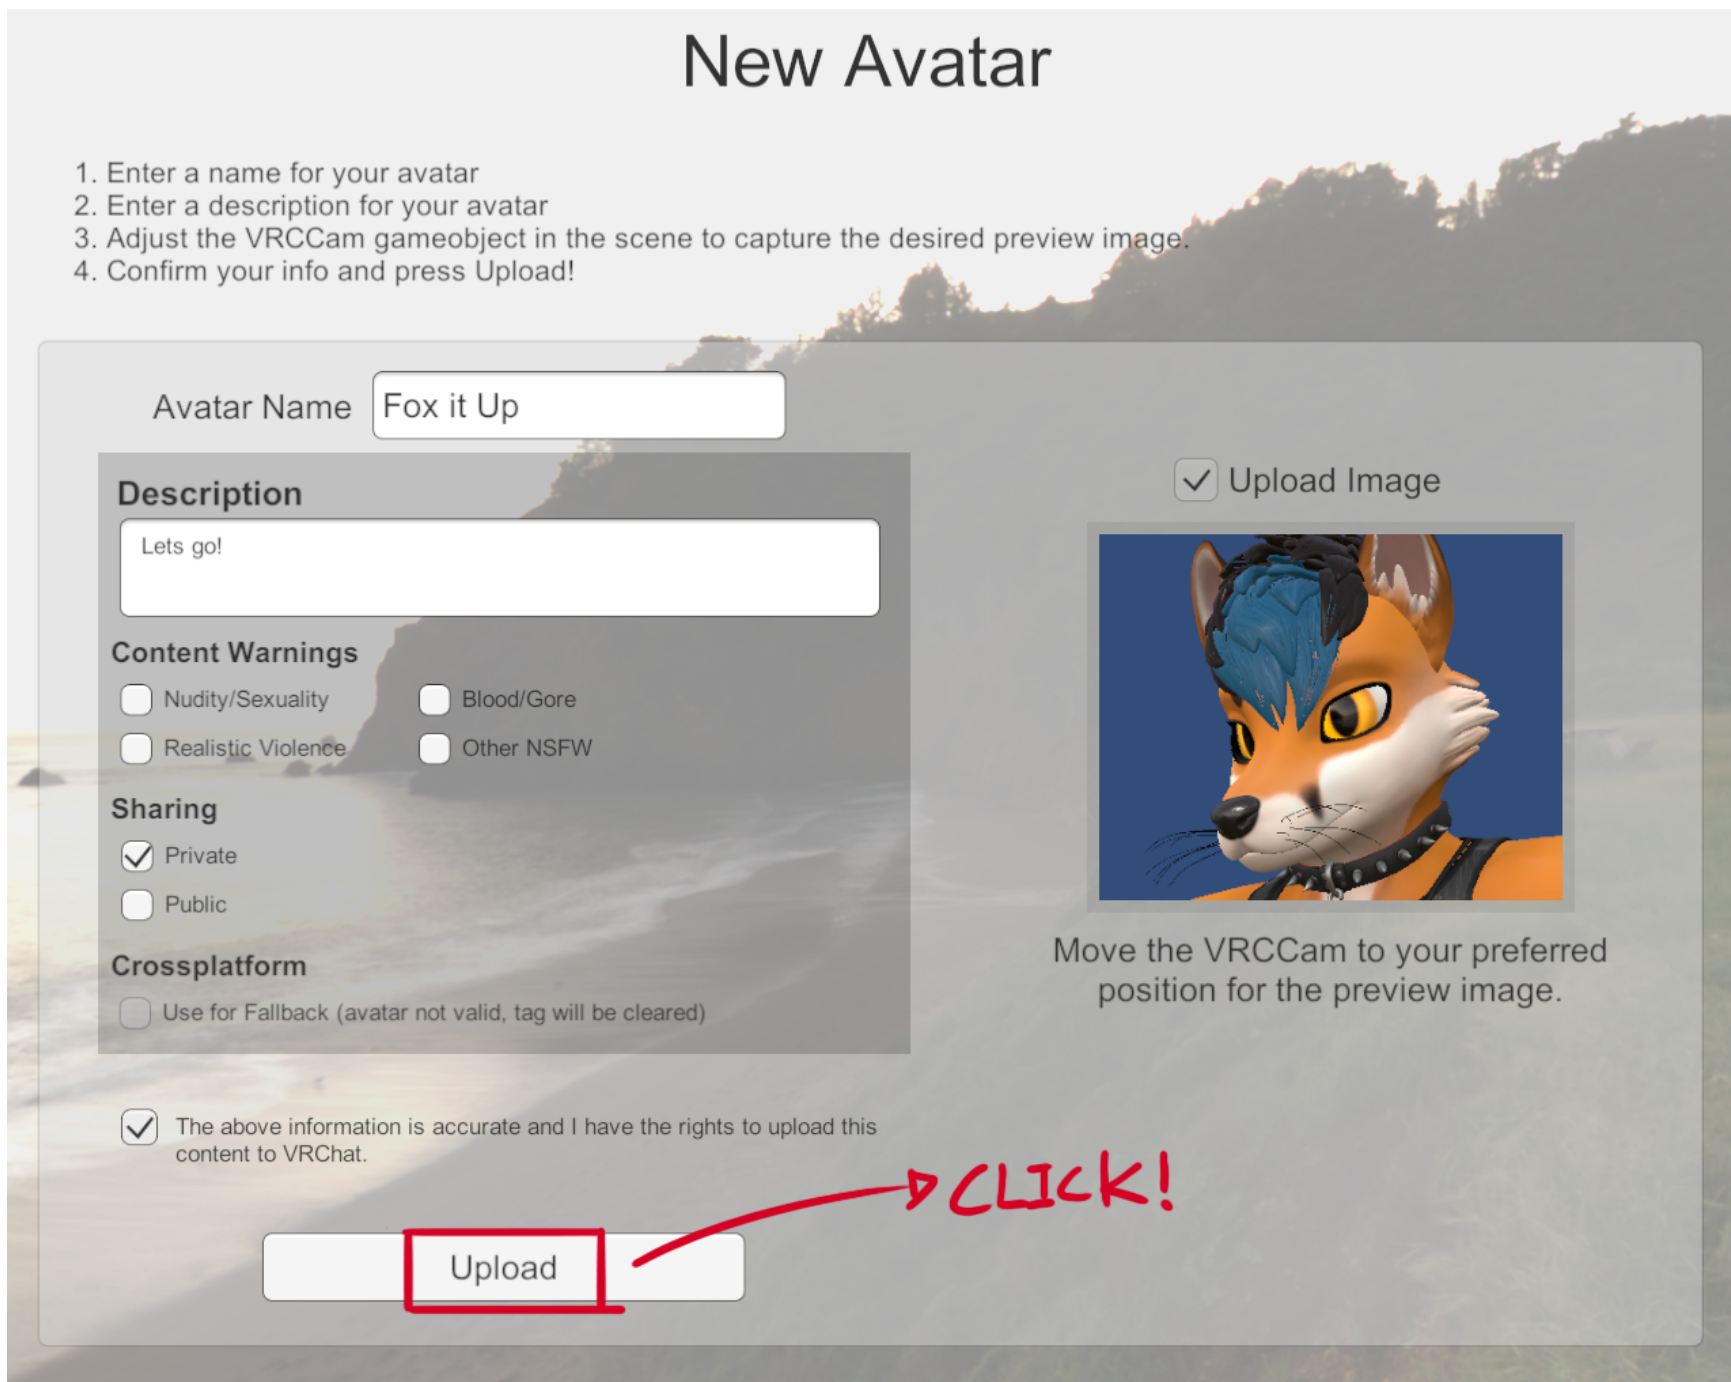 New Avatar
1. Enter a name for your avatar
2. Enter a description for your avatar
3. Adjust the VRCCam gameobject in the scene to capture the desired preview image.
4. Confirm your info and press Upload!
Avatar Name
Fox it Up
Description
Lets go!
Content Warnings
Nudity/Sexuality
Blood/Gore
Realistic Violence
Other NSFW
Sharing
Private
Public
Crossplatform
Use for Fallback (avatar not valid, tag will be cleared)
Upload Image
Move the VRCCam to your preferred
position for the preview image.
The above information is accurate and I have the rights to upload this
content to VRChat.
CLICK!
Upload